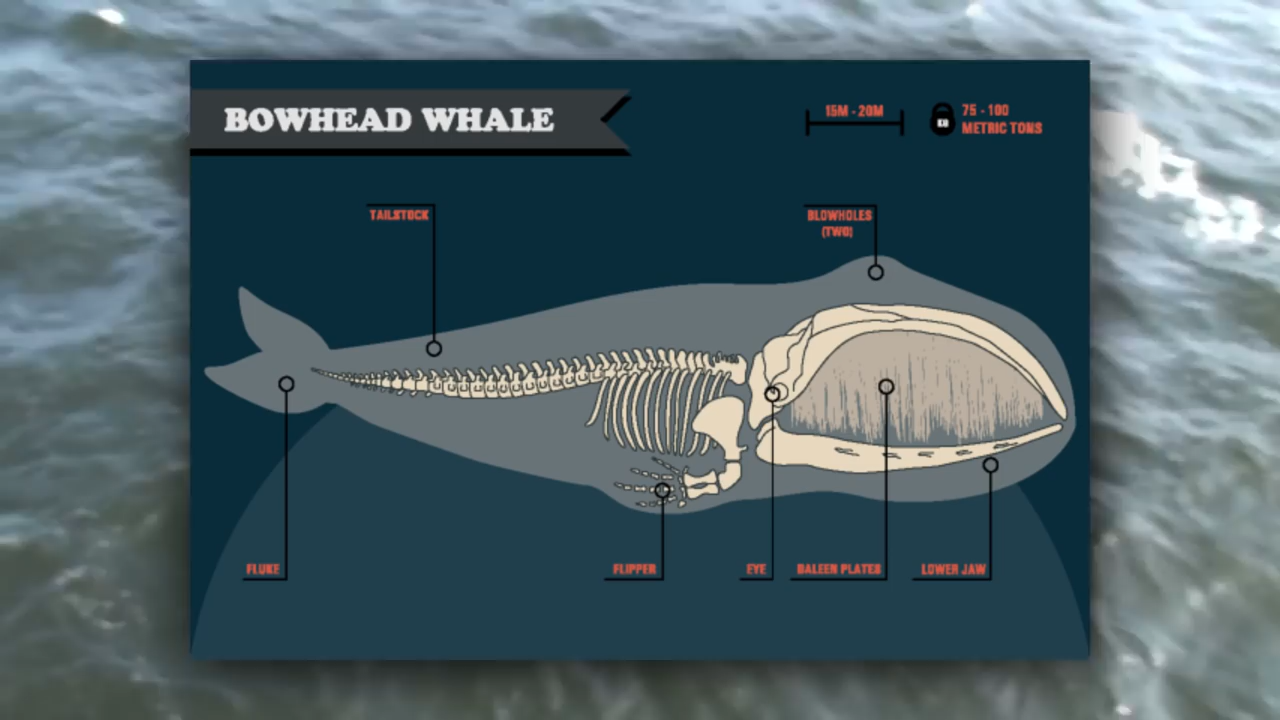 BOWHEAD WHALE
15M - 20M
75 - 100
METRIC TONS
TAILSTOCK
BLOWHOLES
(TWO)
FLUKE
FLIPPER
EYE
BALEEN PLATES
LOWER JAW